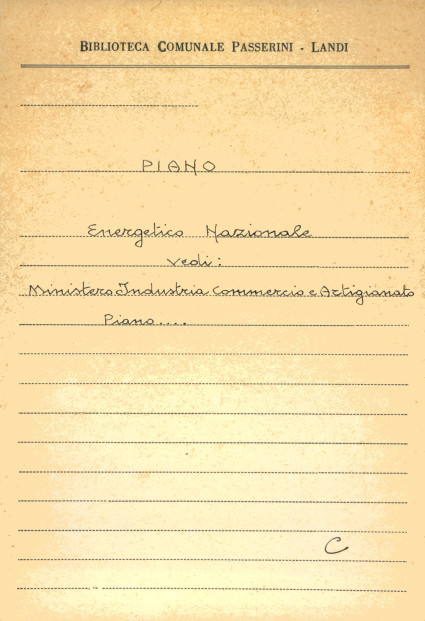 BIBLIOTECA COMUNALE PASSERINI - LANDI
PIANO
Energetico Nazionale
vedi:
Ministero Industria Commercio e Artigianato
Piano....
C